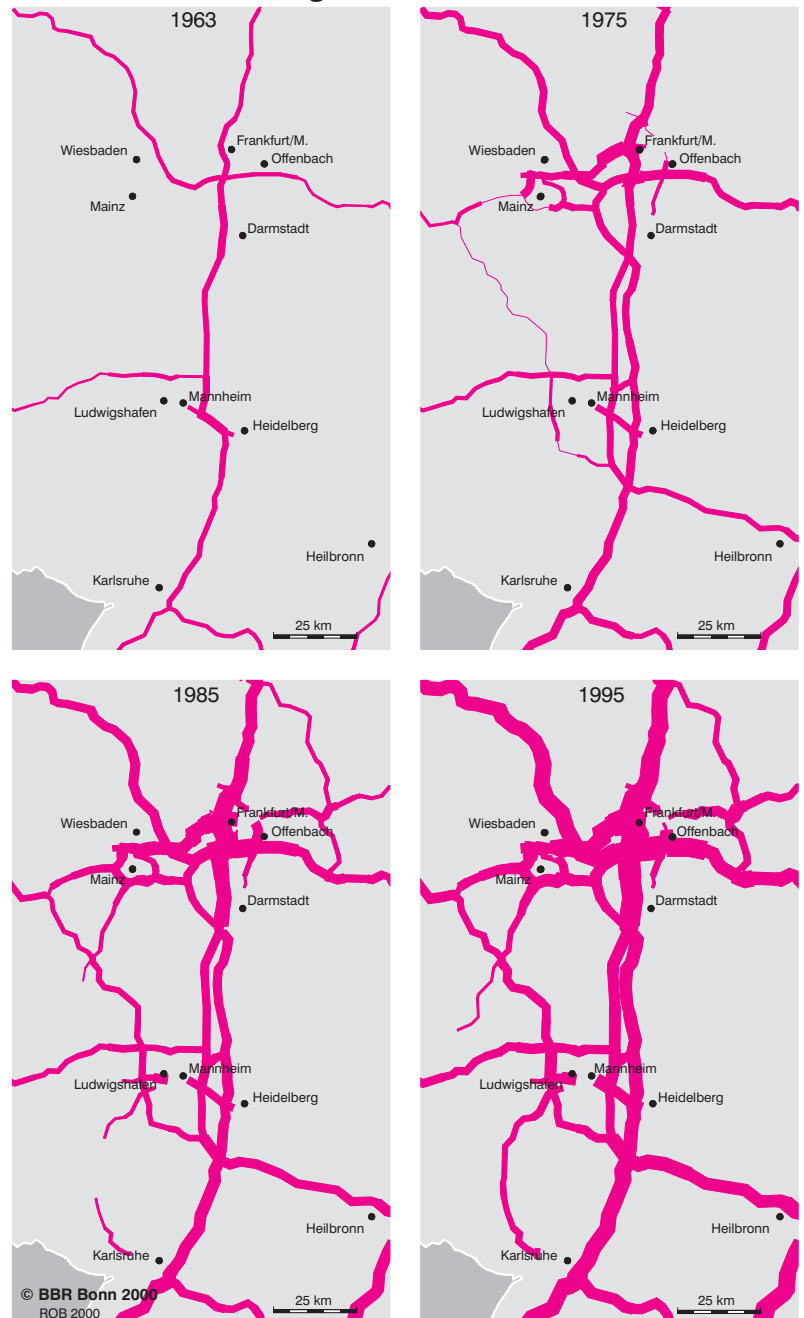 1963
Frankfurt/M.
Wiesbaden
Offenbach
Mainz
Darmstadt
Mannheim
Ludwigshafen
Heidelberg
Heilbronn
Karlsruhe
25 km
1975
Frankfurt/M.
Wiesbaden
Offenbach
Mainz
Darmstadt
Mannheim
Ludwigshafen
Heidelberg
Heilbronn
Karlsruhe
25 km
1985
Frankfurt/M.
Wiesbaden
Offenbach
Mainz
Darmstadt
Mannheim
Ludwigshafen
Heidelberg
Heilbronn
Karlsruhe
© BBR Bonn 2000
ROB 2000
25 km
1995
Frankfurt/M.
Wiesbaden
Offenbach
Mainz
Darmstadt
Mannheim
Ludwigshafen
Heidelberg
Heilbronn
Karlsruhe
25 km